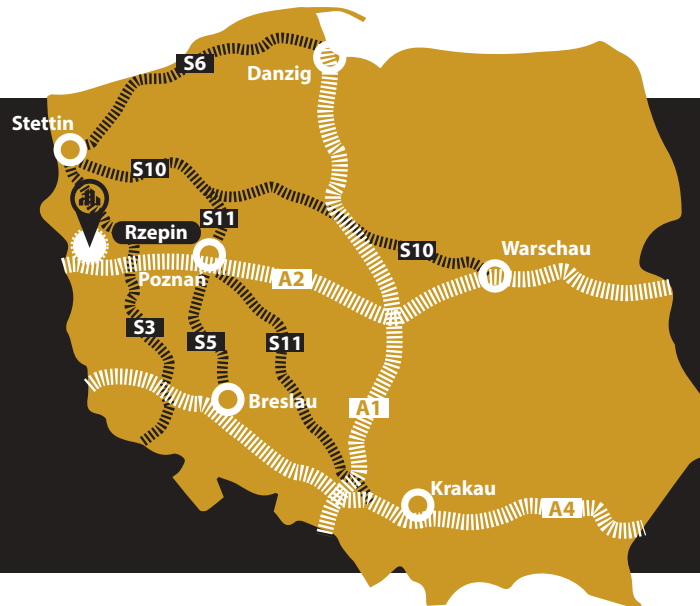 S6
Danzig
Stettin
S10
S11
Rzepin
S10
Warschau
Poznan
A2
S3
S5
S11
Breslau
A1
Krakau
A4